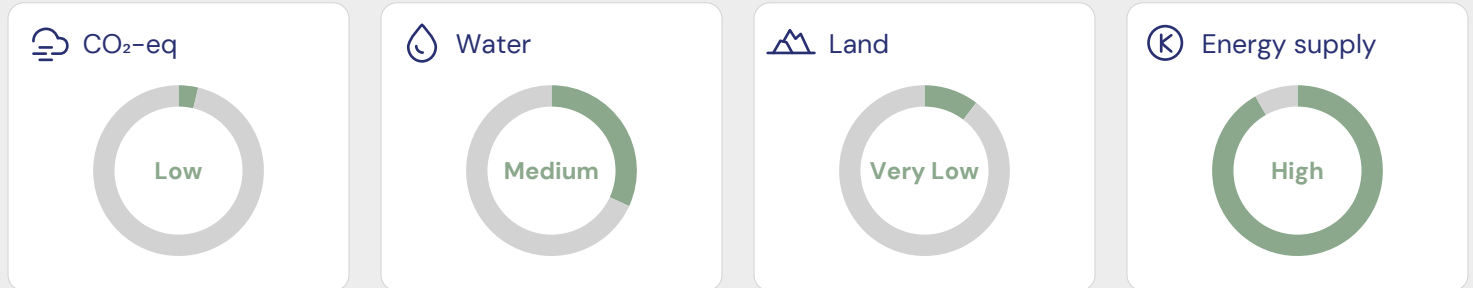 CO₂-eq
Water
Land
Energy supply
Low
Medium
Very Low
High